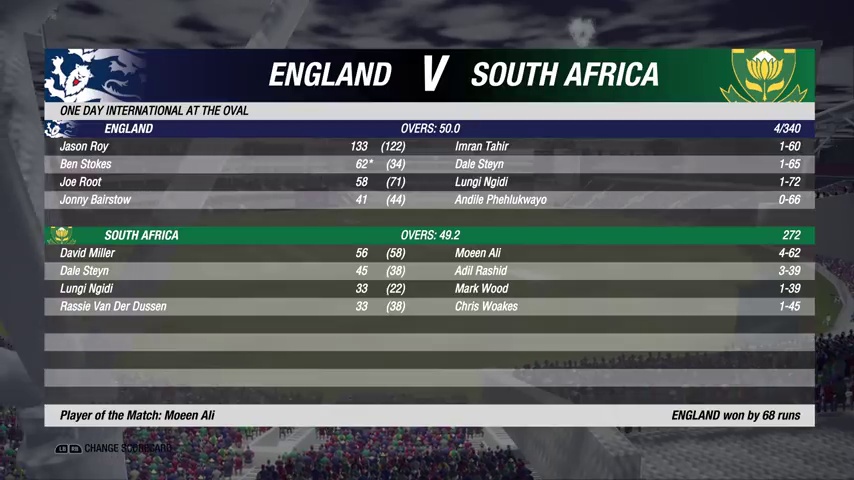 ENGLAND V SOUTH AFRICA
ONE DAY INTERNATIONAL AT THE OVAL
ENGLAND OVERS: 50.0 4/340
Jason Roy 133 (122) Imran Tahir 1-60
Ben Stokes 62* (34) Dale Steyn 1-65
Joe Root 58 (71) Lungi Ngidi 1-72
Jonny Bairstow 41 (44) Andile Phehlukwayo 0-66
SOUTH AFRICA OVERS: 49.2 272
David Miller 56 (58) Moeen Ali 4-62
Dale Steyn 45 (38) Adil Rashid 3-39
Lungi Ngidi 33 (22) Mark Wood 1-39
Rassie Van Der Dussen 33 (38) Chris Woakes 1-45
Player of the Match: Moeen Ali ENGLAND won by 68 runs
LB RB CHANGE SCORECARD